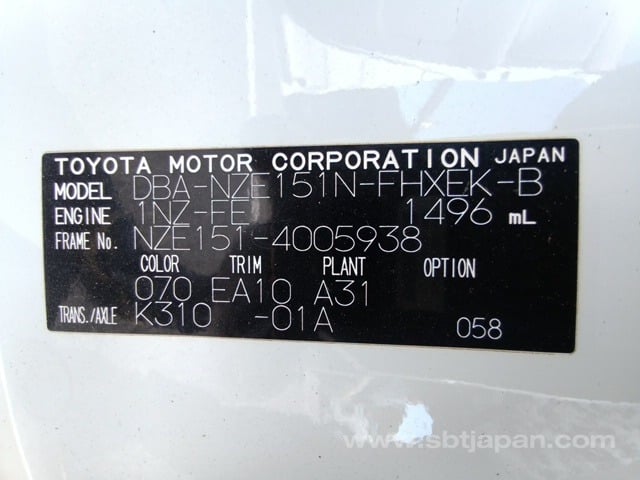 TOYOTA MOTOR CORPORATION JAPAN
MODEL DBA-NZE151N-FHXEK-B
ENGINE 1NZ-FE 1496 mL
FRAME No. NZE151-4005938
COLOR TRIM PLANT OPTION
070 EA10 A31
TRANS./AXLE K310 -01A 058
www.sbtjapan.com